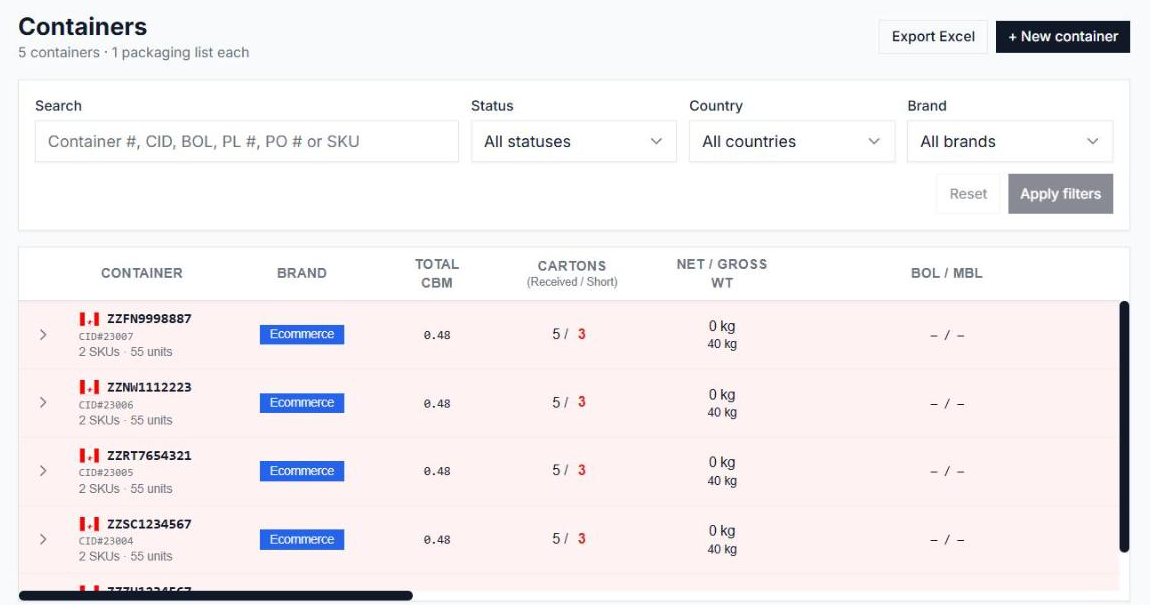 Containers
5 containers · 1 packaging list each
Export Excel
+ New container
Search
Status
Country
Brand
Container #, CID, BOL, PL #, PO # or SKU
All statuses
All countries
All brands
Reset
Apply filters
CONTAINER
BRAND
TOTAL
CBM
CARTONS
(Received / Short)
NET / GROSS
WT
BOL / MBL
ZZFN9998887
CID#23007
2 SKUs · 55 units
Ecommerce
0.48
5 / 3
0 kg
40 kg
– / –
ZZNW1112223
CID#23006
2 SKUs · 55 units
Ecommerce
0.48
5 / 3
0 kg
40 kg
– / –
ZZRT7654321
CID#23005
2 SKUs · 55 units
Ecommerce
0.48
5 / 3
0 kg
40 kg
– / –
ZZSC1234567
CID#23004
2 SKUs · 55 units
Ecommerce
0.48
5 / 3
0 kg
40 kg
– / –